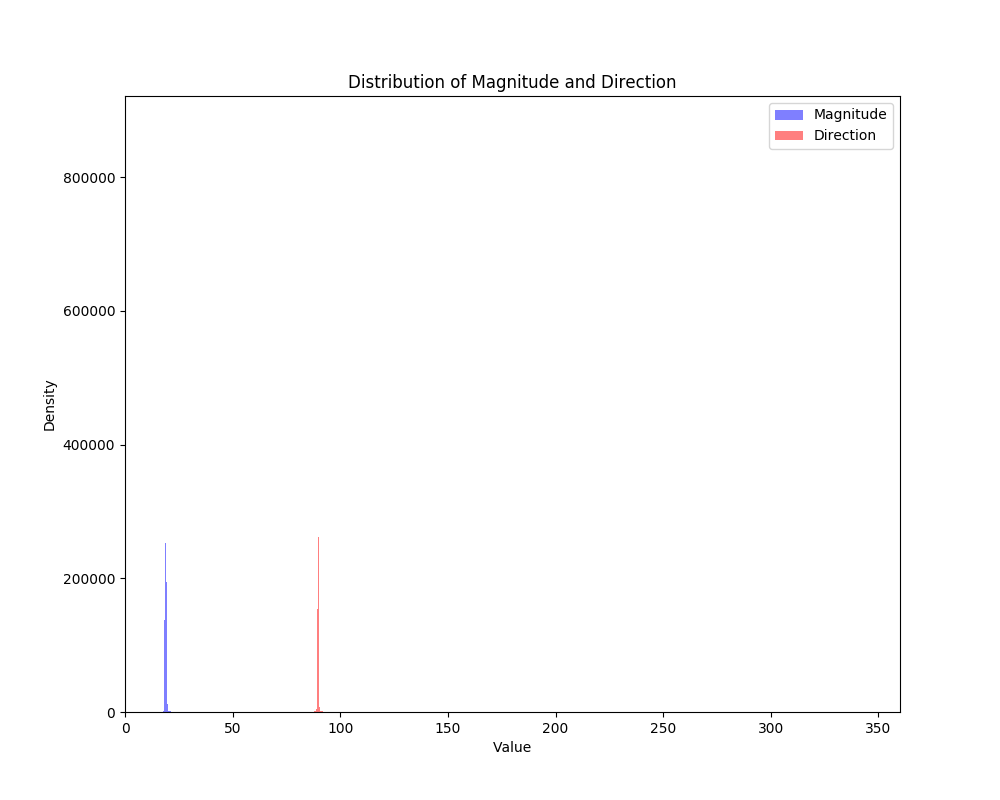 Distribution of Magnitude and Direction
Magnitude
Direction
800000
600000
400000
200000
0
Density
0 50 100 150 200 250 300 350
Value